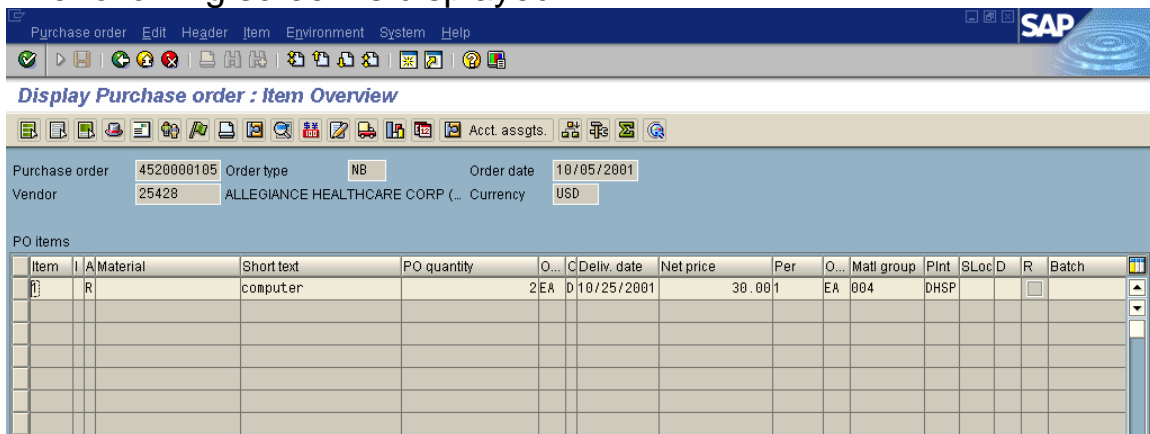 Purchase order Edit Header Item Environment System Help
SAP
Display Purchase order : Item Overview
Acct. assgts.
Purchase order 4520000105 Order type NB Order date 10/05/2001
Vendor 25428 ALLEGIANCE HEALTHCARE CORP (... Currency USD
PO items
Item I A Material Short text PO quantity O... C Deliv. date Net price Per O... Matl group Plnt SLoc D R Batch
1 R computer 2 EA D 10/25/2001 30.00 1 EA 004 DHSP